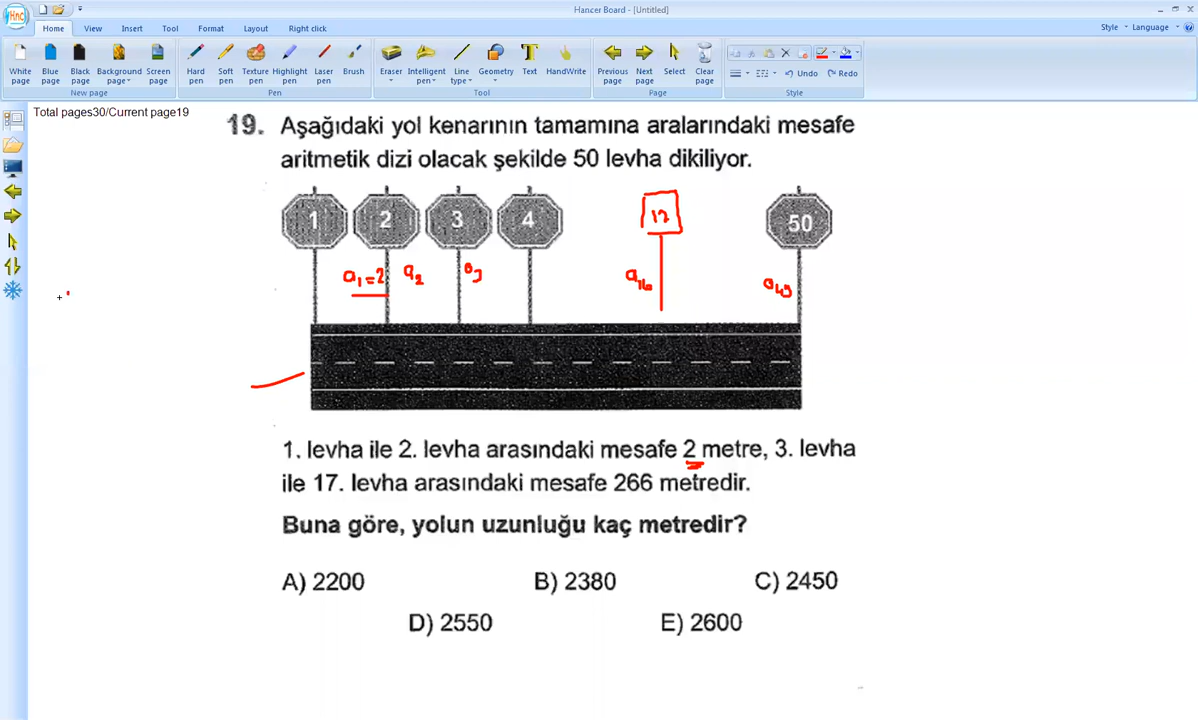 Hancer Board - [Untitled]
Home View Insert Tool Format Layout Right click
Style Language
White page Blue page Black page Background page Screen page
Hard pen Soft pen Texture pen Highlight pen Laser pen Brush
Eraser Intelligent pen Line type Geometry Text HandWrite
Previous page Next page Select Clear page
Undo Redo
New page Pen Tool Page Style
Total pages30/Current page19
19. Aşağıdaki yol kenarının tamamına aralarındaki mesafe
aritmetik dizi olacak şekilde 50 levha dikiliyor.
1 2 3 4 17 50
a1=2 a2 a3 a16 a49
1. levha ile 2. levha arasındaki mesafe 2 metre, 3. levha
ile 17. levha arasındaki mesafe 266 metredir.
Buna göre, yolun uzunluğu kaç metredir?
A) 2200 B) 2380 C) 2450
D) 2550 E) 2600